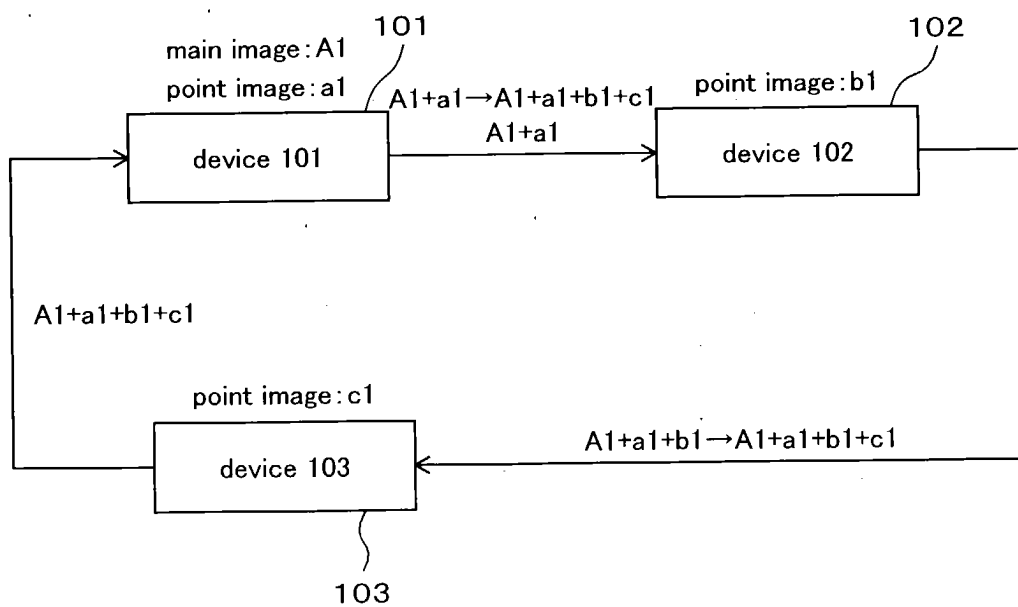 101
102
main image:A1
point image:a1
A1+a1→A1+a1+b1+c1
A1+a1
point image:b1
device 101
device 102
A1+a1+b1+c1
point image:c1
A1+a1+b1→A1+a1+b1+c1
device 103
103